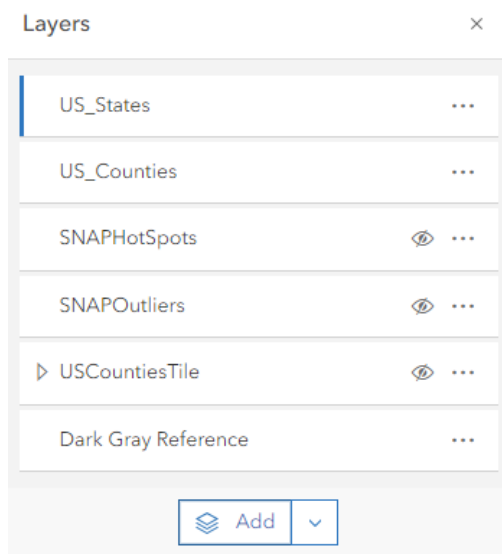 Layers
US_States
US_Counties
SNAPHotSpots
SNAPOutliers
USCountiesTile
Dark Gray Reference
Add